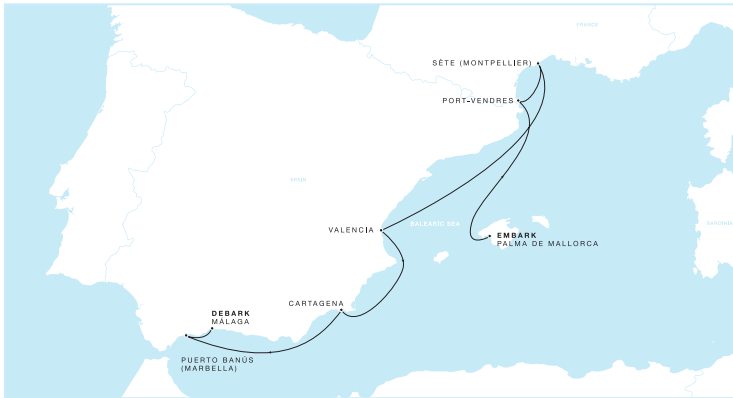 FRANCE
SÈTE (MONTPELLIER)
PORT-VENDRES
SPAIN
BALEARIC SEA
SARDINIA
VALENCIA
EMBARK
PALMA DE MALLORCA
CARTAGENA
DEBARK
MÁLAGA
PUERTO BANÚS
(MARBELLA)